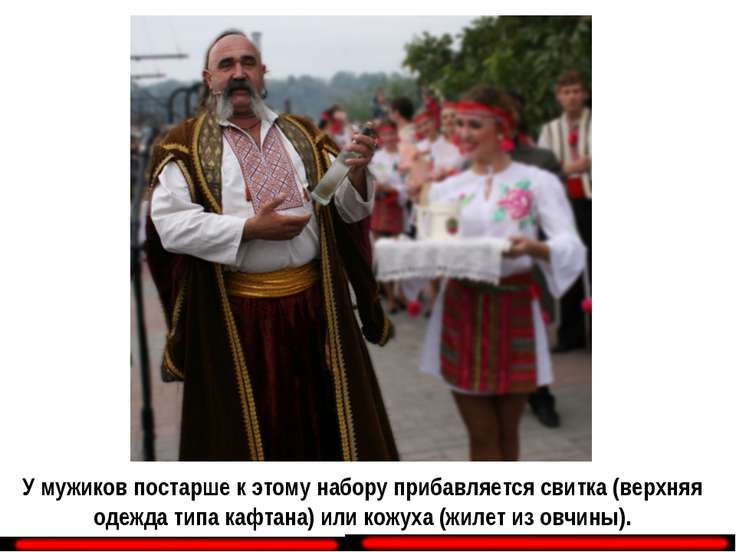 У мужиков постарше к этому набору прибавляется свитка (верхняя
одежда типа кафтана) или кожуха (жилет из овчины).